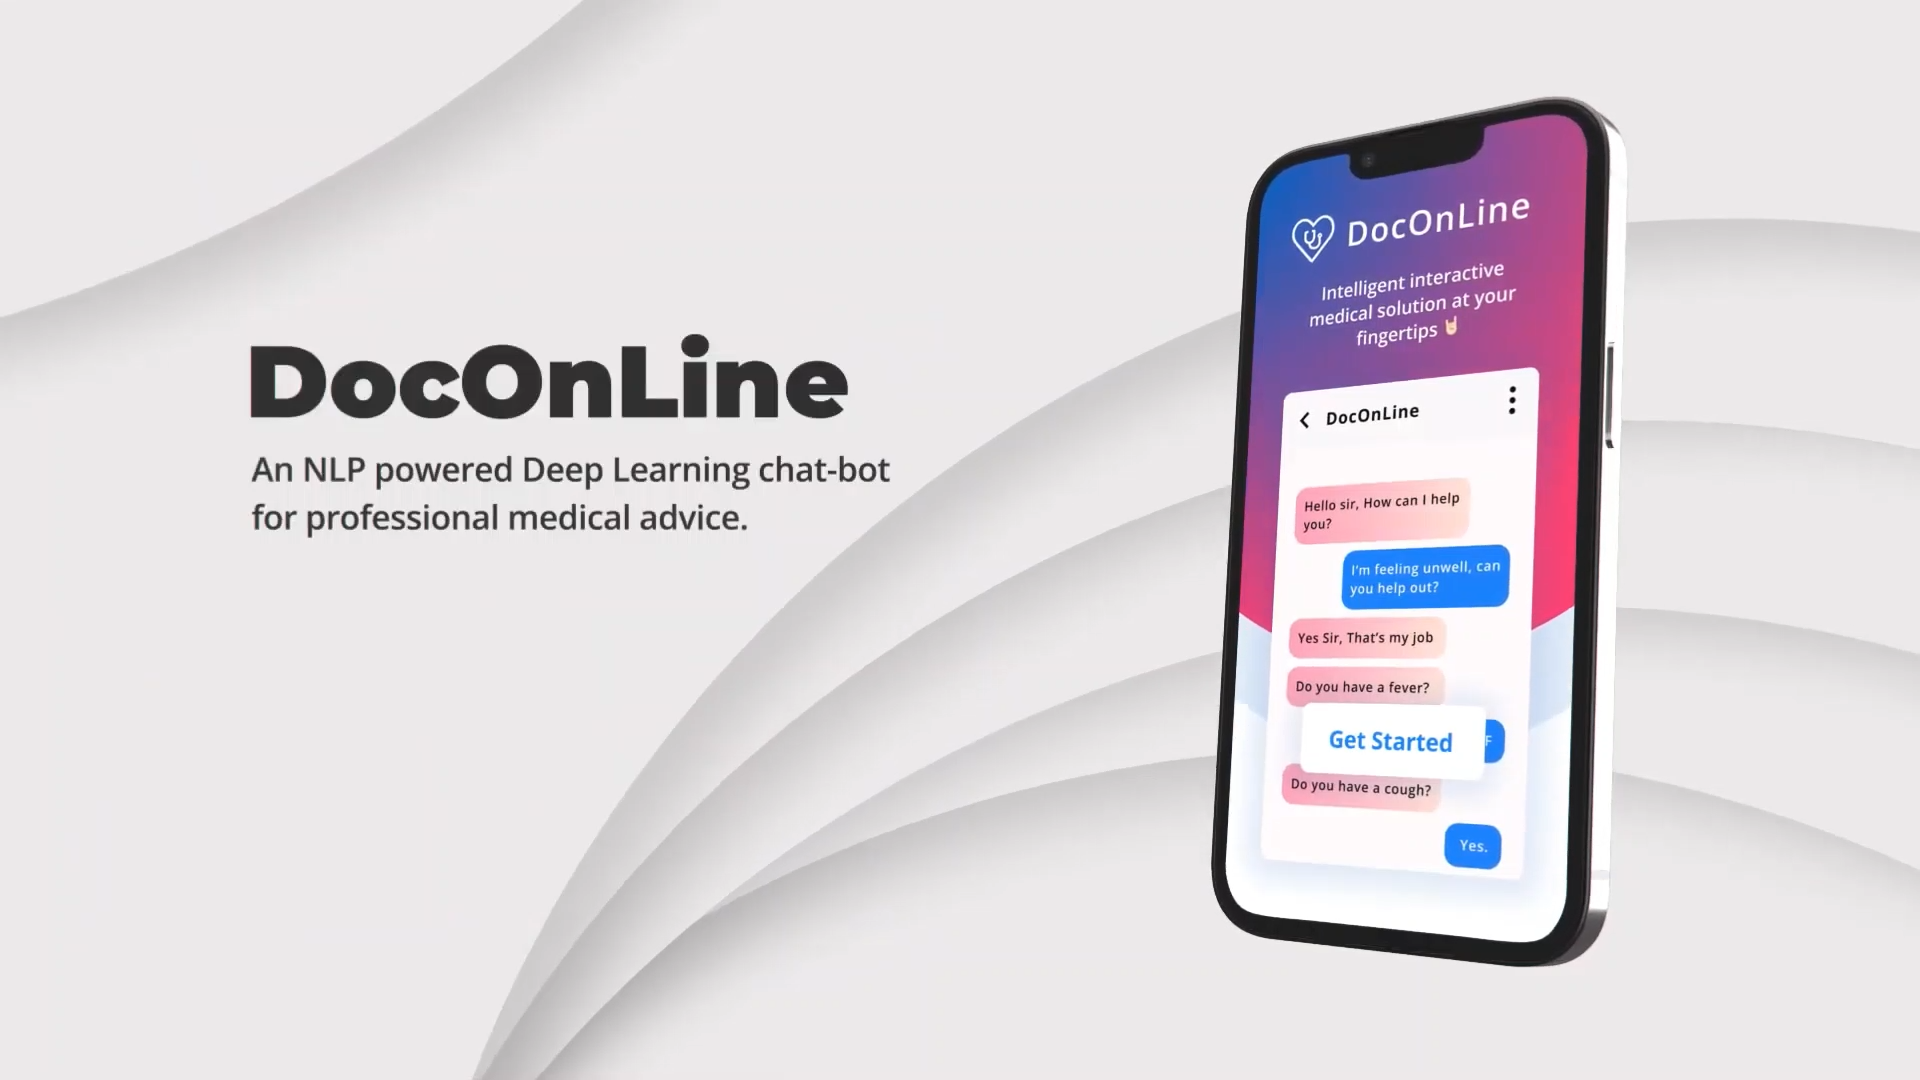 DocOnLine
An NLP powered Deep Learning chat-bot
for professional medical advice.
DocOnLine
Intelligent interactive
medical solution at your
fingertips 🤘🏻
DocOnLine
Hello sir, How can I help
you?
I'm feeling unwell, can
you help out?
Yes Sir, That's my job
Do you have a fever?
F
Get Started
Do you have a cough?
Yes.